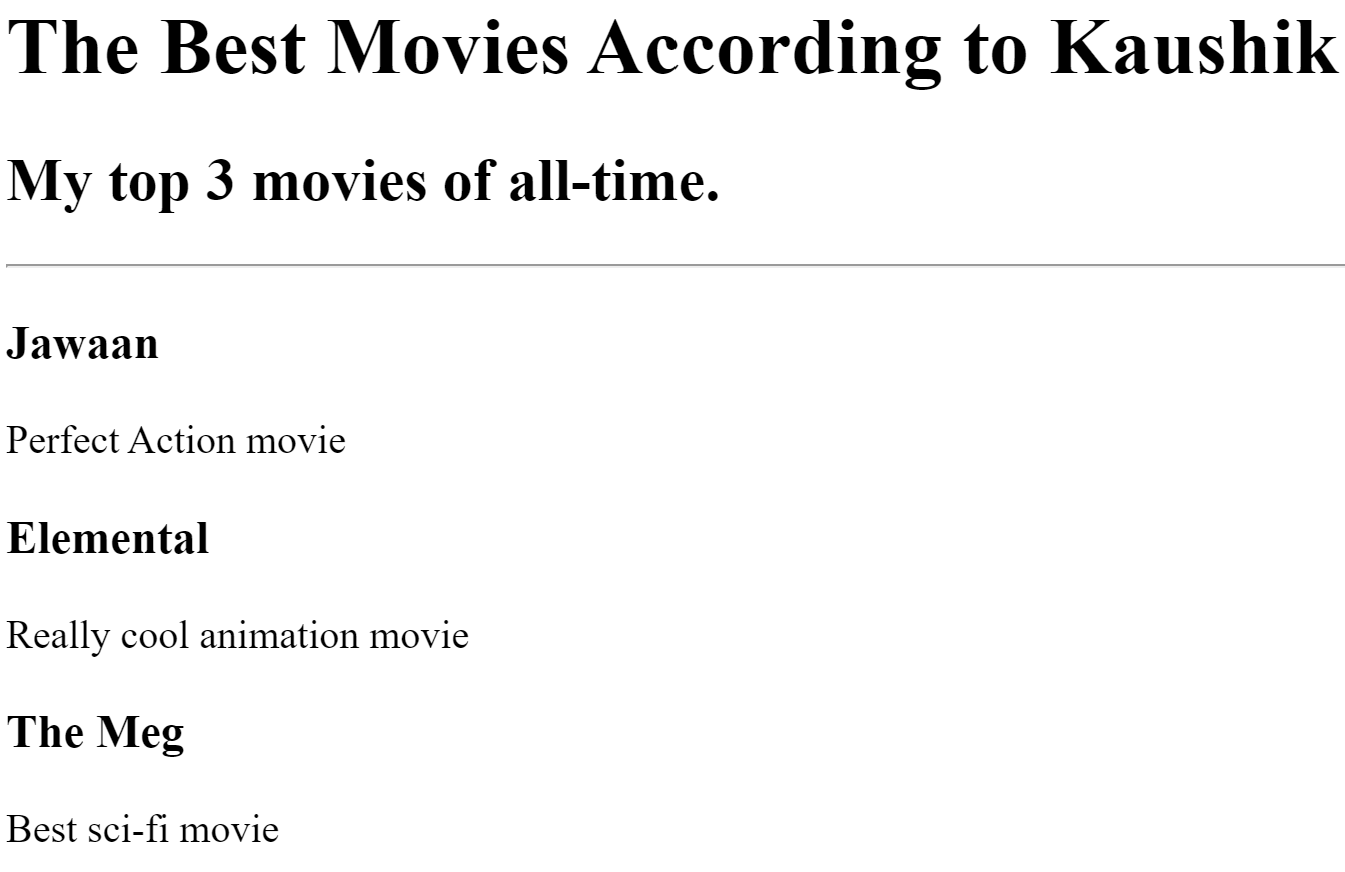 The Best Movies According to Kaushik
My top 3 movies of all-time.
Jawaan
Perfect Action movie
Elemental
Really cool animation movie
The Meg
Best sci-fi movie